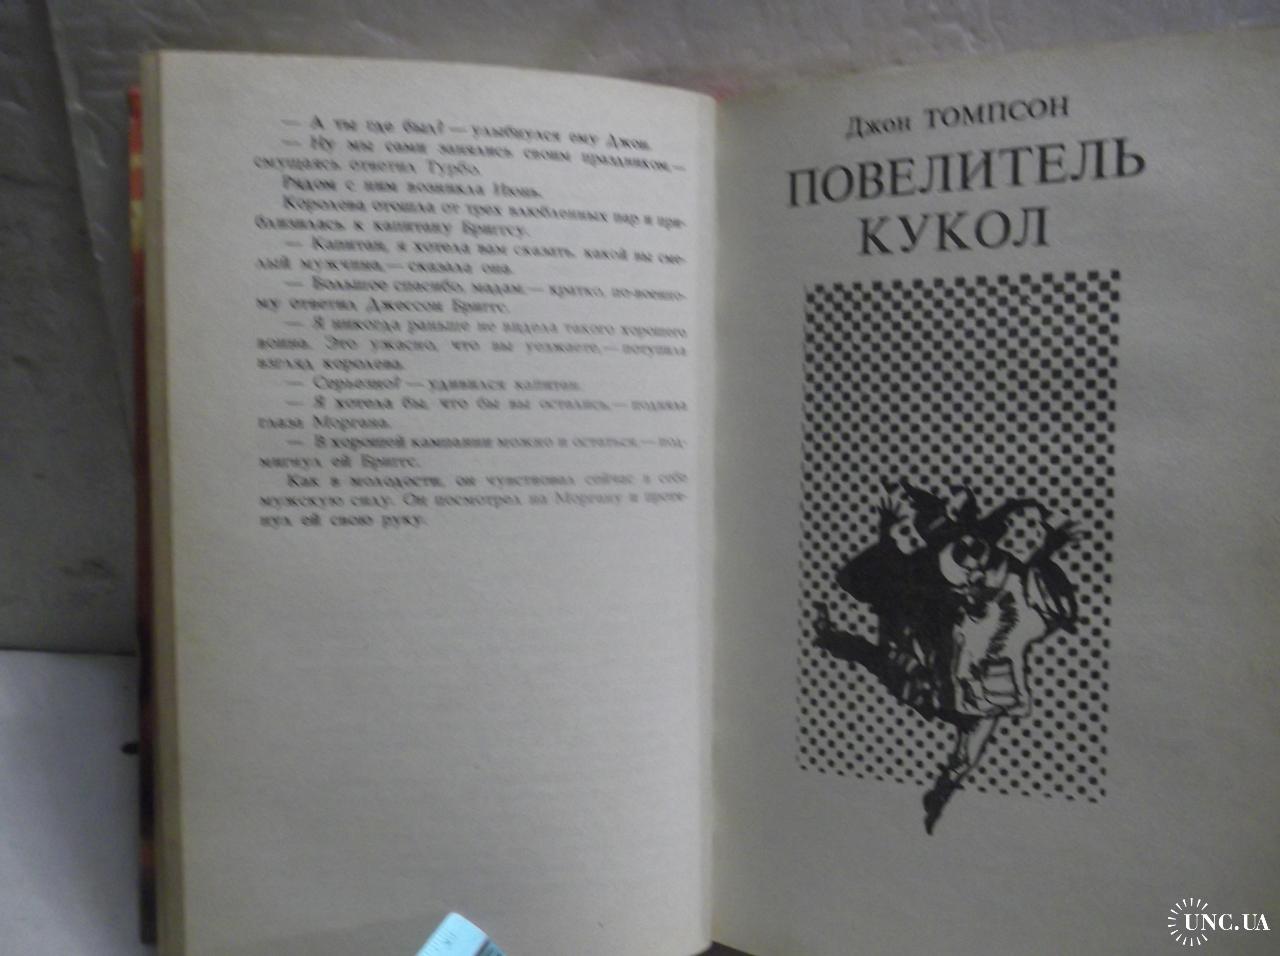 — А ты где был? — улыбнулся ему Джон.
— Ну мы сами занялись своим праздником,—
смущаясь ответил Турбо.
Рядом с ним возникла Июнь.
Королева отошла от трех влюбленных пар и при-
близилась к капитану Бриггсу.
— Капитан, я хотела вам сказать, какой вы сме-
лый мужчина,— сказала она.
— Большое спасибо, мадам,— кратко, по-военно-
му ответил Джессон Бриггс.
— Я никогда раньше не видела такого хорошего
воина. Это ужасно, что вы уезжаете,— потупила
взгляд королева.
— Серьезно? — удивился капитан.
— Я хотела бы, что бы вы остались,— подняла
глаза Моргана.
— В хорошей кампании можно и остаться,— под-
мигнул ей Бриггс.
Как в молодости, он чувствовал сейчас в себе
мужскую силу. Он посмотрел на Моргану и протя-
нул ей свою руку.
Джон ТОМПСОН
ПОВЕЛИТЕЛЬ
КУКОЛ
UNC.UA